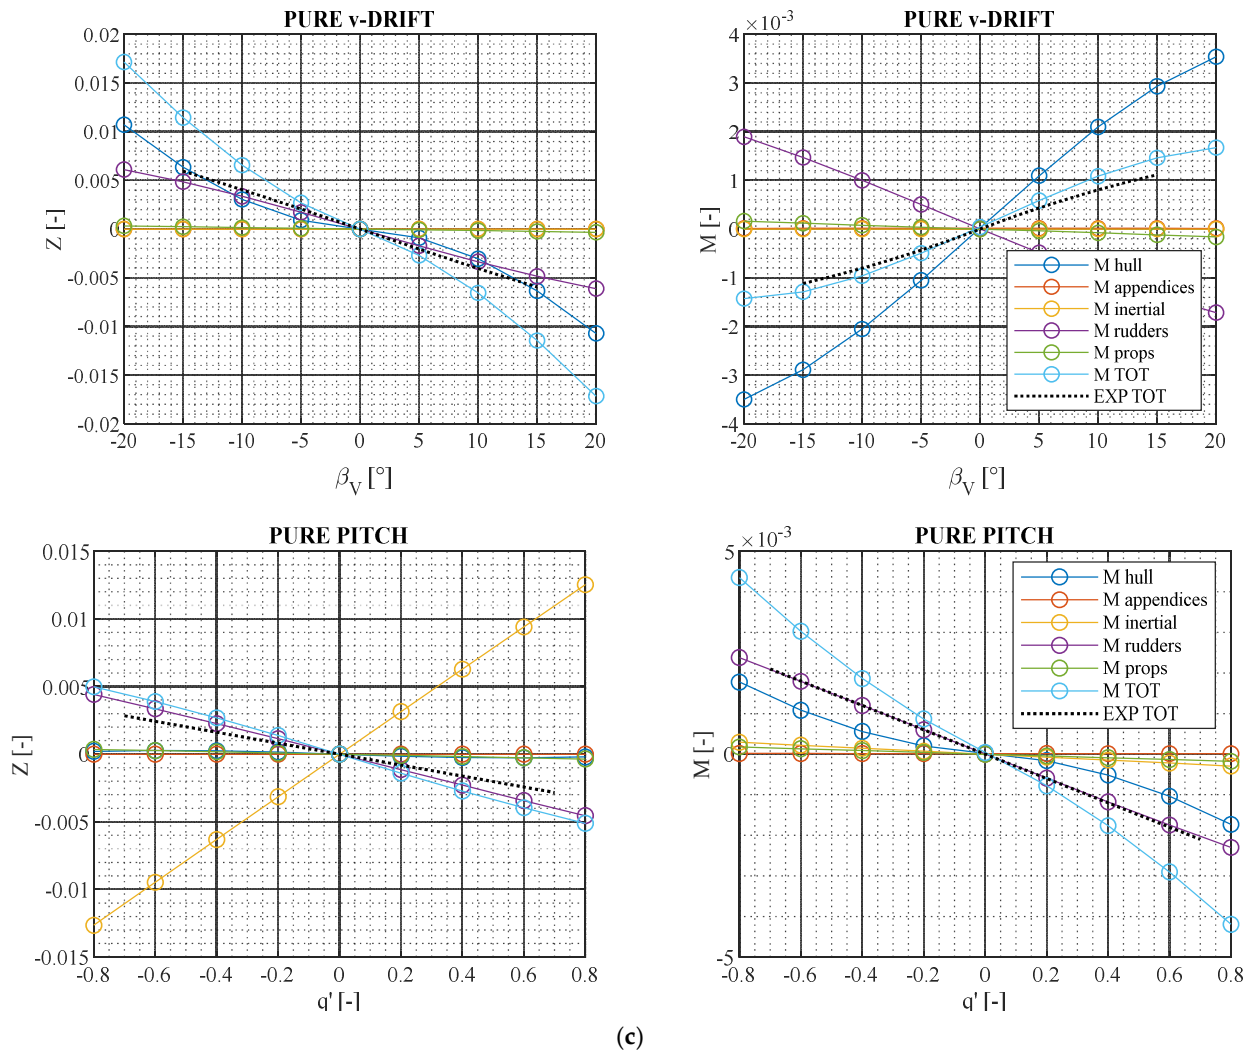 PURE v-DRIFT
0.02
0.015
0.01
0.005
0
-0.005
-0.01
-0.015
-0.02
Z [-]
-20 -15 -10 -5 0 5 10 15 20
βV [°]
PURE v-DRIFT
×10-3
4
3
2
1
0
-1
-2
-3
-4
M [-]
M hull
M appendices
M inertial
M rudders
M props
M TOT
EXP TOT
-20 -15 -10 -5 0 5 10 15 20
βV [°]
PURE PITCH
0.015
0.01
0.005
0
-0.005
-0.01
-0.015
Z [-]
-0.8 -0.6 -0.4 -0.2 0 0.2 0.4 0.6 0.8
q' [-]
PURE PITCH
×10-3
5
0
-5
M [-]
M hull
M appendices
M inertial
M rudders
M props
M TOT
EXP TOT
-0.8 -0.6 -0.4 -0.2 0 0.2 0.4 0.6 0.8
q' [-]
(c)